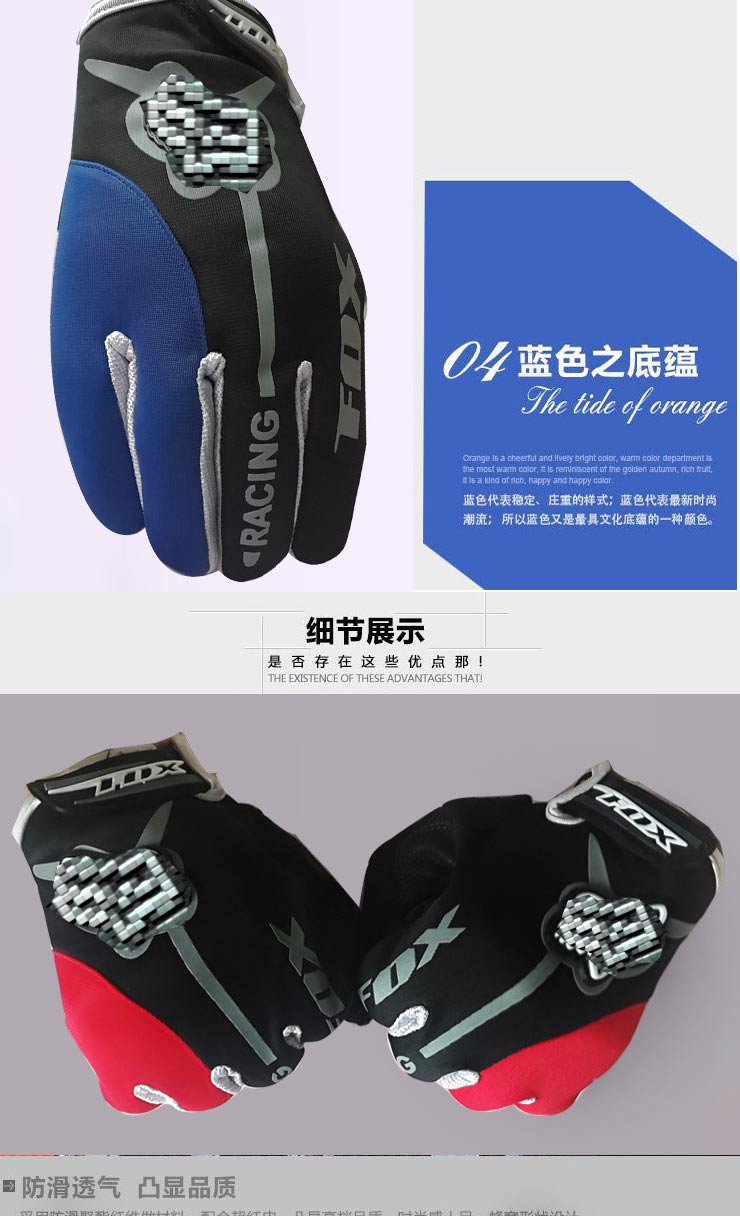 FOX
RACING
FOX
04 蓝色之底蕴
The tide of orange
Orange is a cheerful and lively bright color, warm color department is
the most warm color, it is reminiscent of the golden autumn, rich fruit,
it is a kind of rich, happy and happy color.
蓝色代表稳定、庄重的样式；蓝色代表最新时尚
潮流； 所以蓝色又是最具文化底蕴的一种颜色。
细节展示
是否存在这些优点那!
THE EXISTENCE OF THESE ADVANTAGES THAT!
FOX
FOX
FOX
FOX
G
G
防滑透气 凸显品质